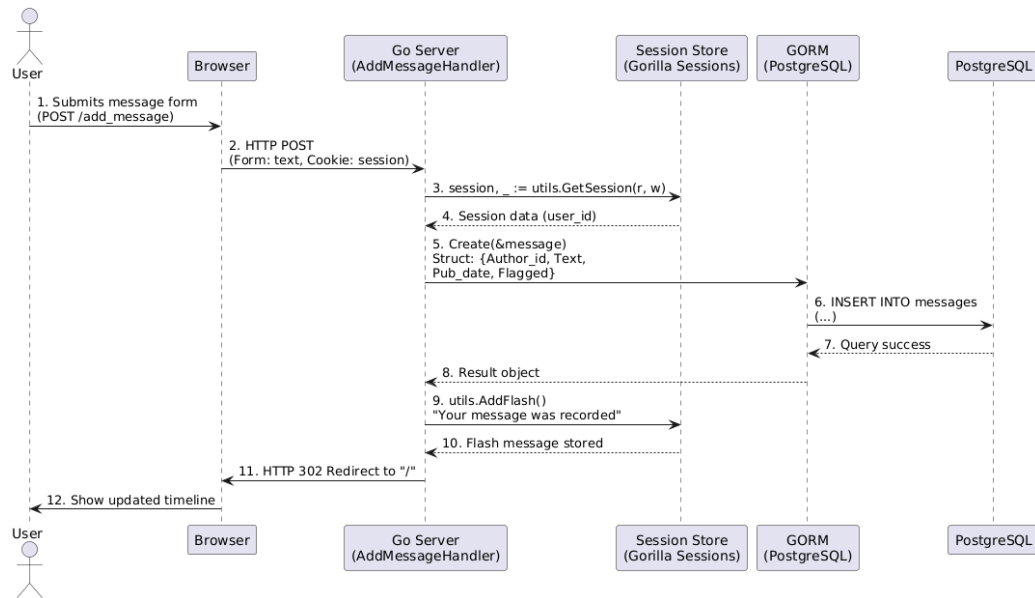 User
Browser
Go Server
(AddMessageHandler)
Session Store
(Gorilla Sessions)
GORM
(PostgreSQL)
PostgreSQL
1. Submits message form
(POST /add_message)
2. HTTP POST
(Form: text, Cookie: session)
3. session, _ := utils.GetSession(r, w)
4. Session data (user_id)
5. Create(&message)
Struct: {Author_id, Text,
Pub_date, Flagged}
6. INSERT INTO messages
(...)
7. Query success
8. Result object
9. utils.AddFlash()
"Your message was recorded"
10. Flash message stored
11. HTTP 302 Redirect to "/"
12. Show updated timeline
User
Browser
Go Server
(AddMessageHandler)
Session Store
(Gorilla Sessions)
GORM
(PostgreSQL)
PostgreSQL